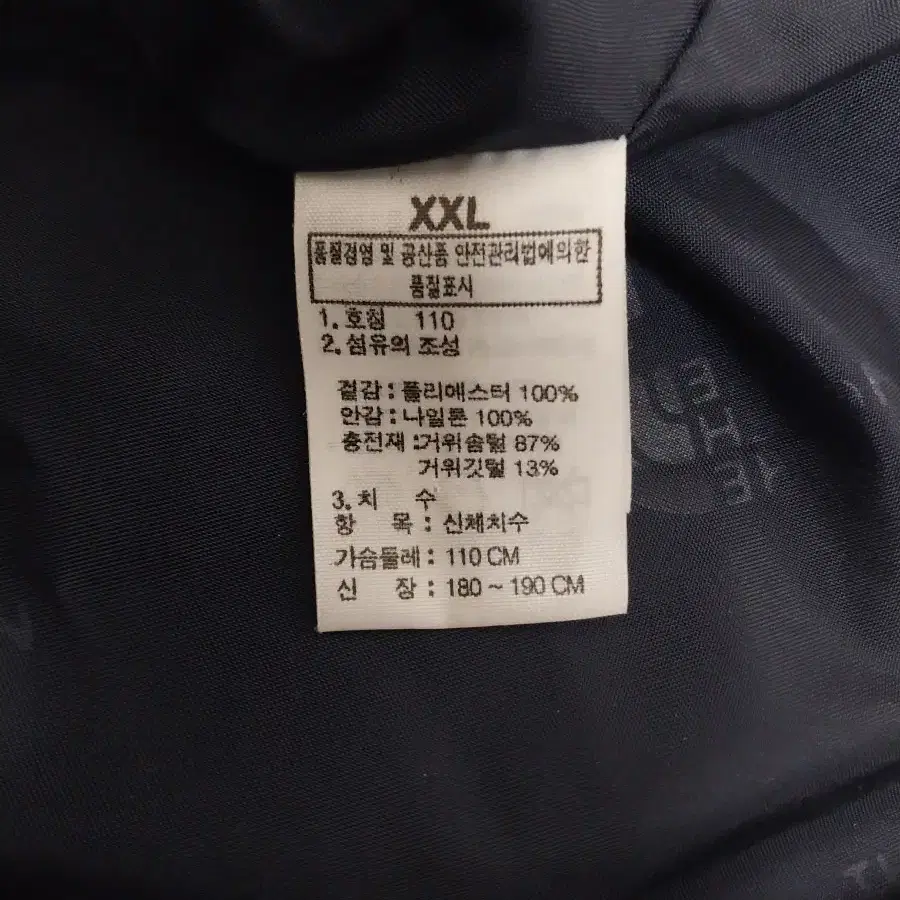 XXL
품질경영 및 공산품 안전관리법에의한
품질표시
1. 호칭 110
2. 섬유의 조성
겉감 : 폴리에스터 100%
안감 : 나일론 100%
충전재 : 거위솜털 87%
거위깃털 13%
3. 치 수
항 목 : 신체치수
가슴둘레 : 110 CM
신 장 : 180 ~ 190 CM